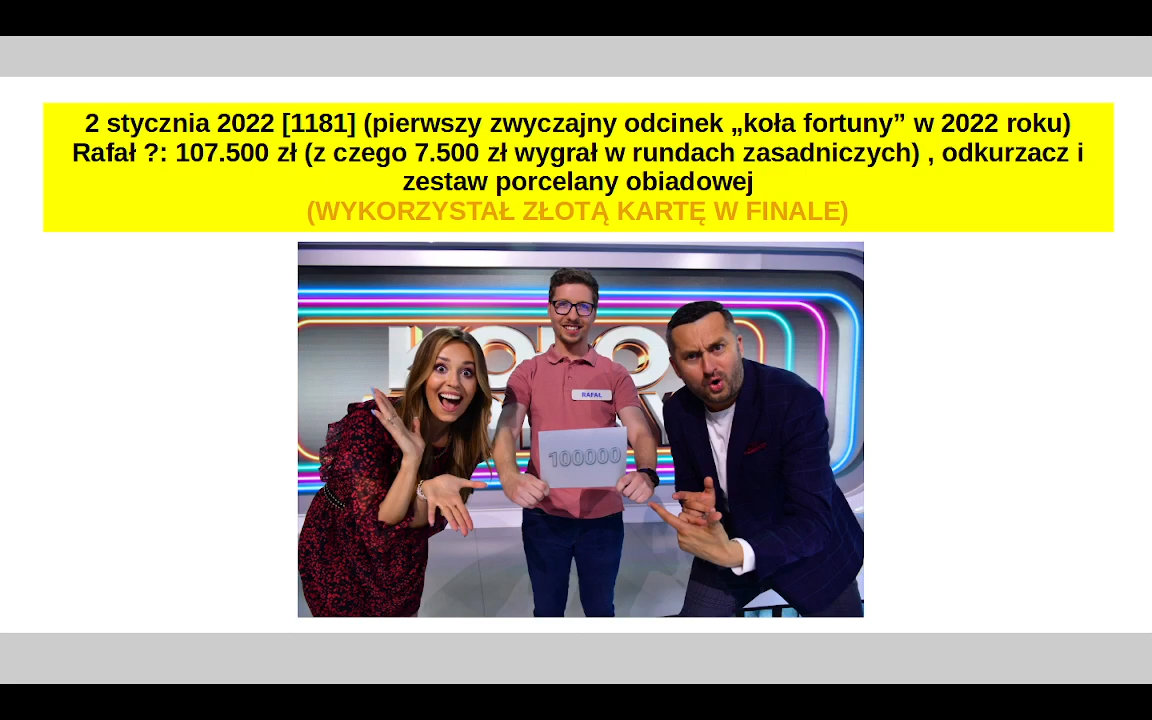 2 stycznia 2022 [1181] (pierwszy zwyczajny odcinek „koła fortuny” w 2022 roku)
Rafał ?: 107.500 zł (z czego 7.500 zł wygrał w rundach zasadniczych) , odkurzacz i
zestaw porcelany obiadowej
(WYKORZYSTAŁ ZŁOTĄ KARTĘ W FINALE)
KOŁO
RAFAŁ
100000